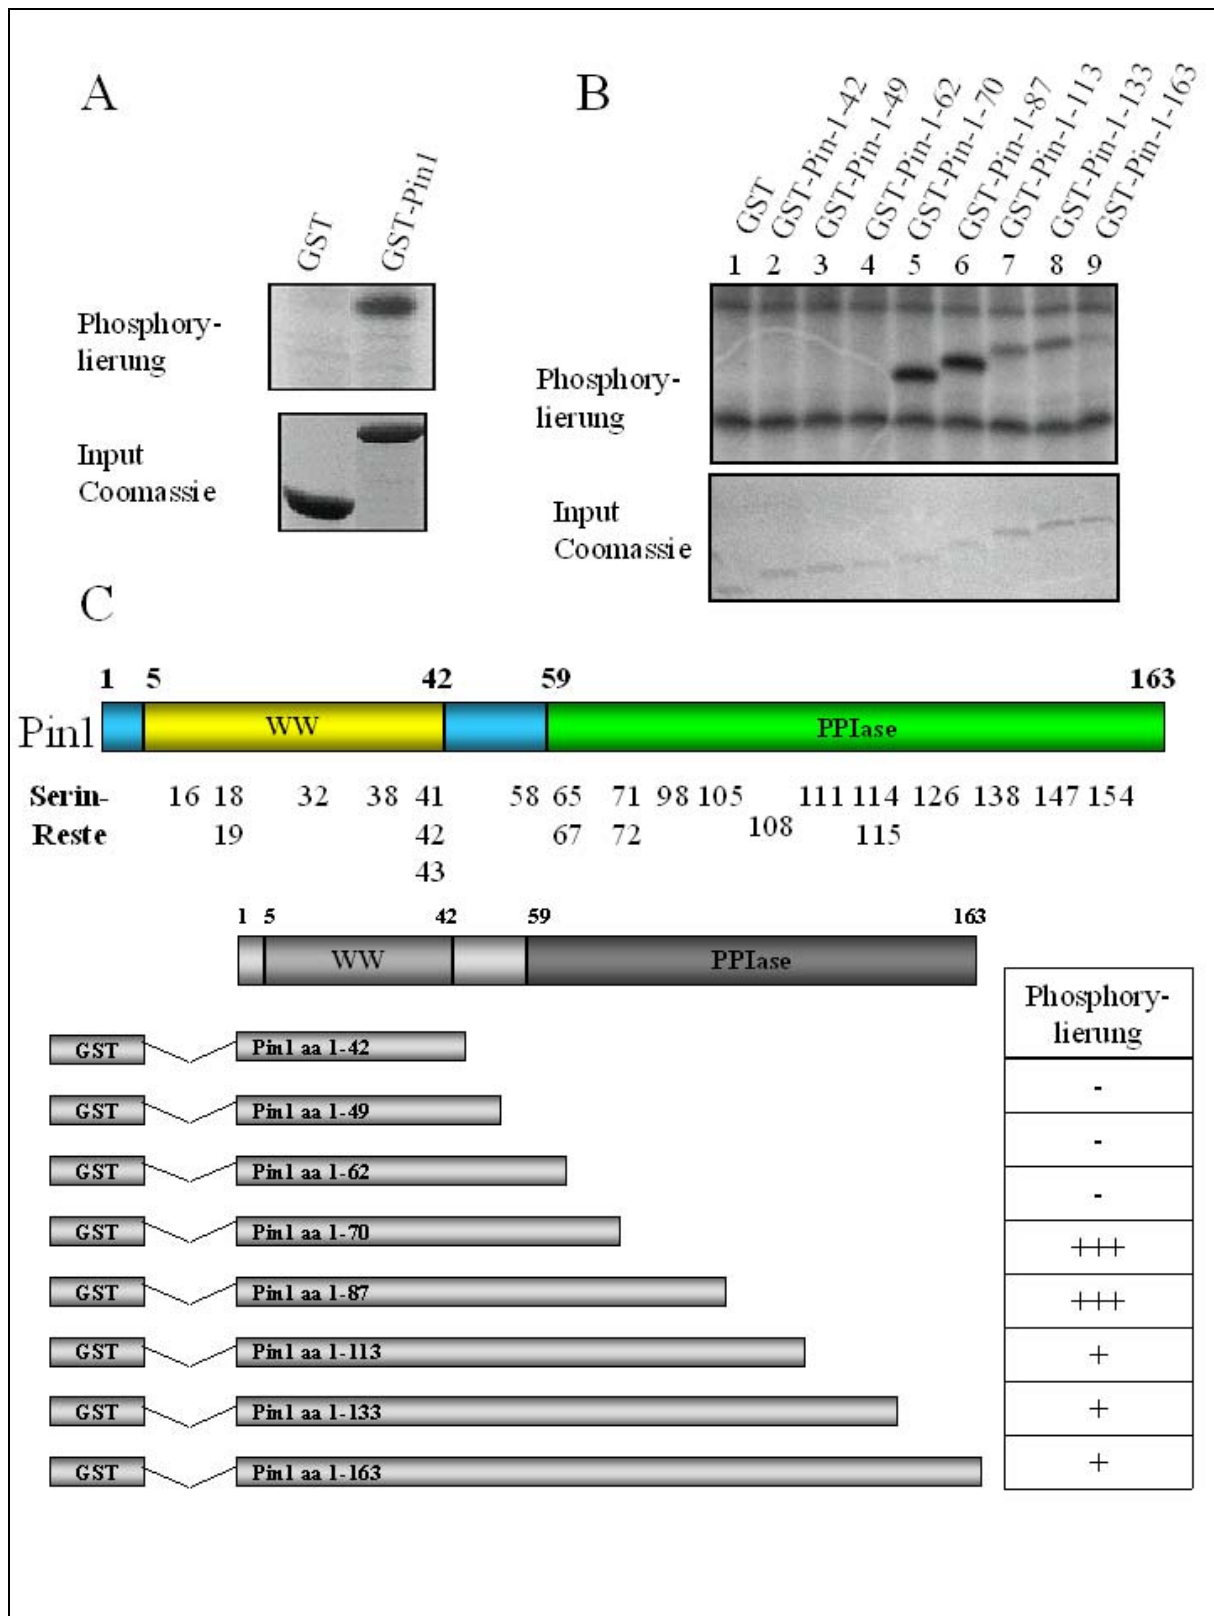 A
GST
GST-Pin1
Phosphory-
lierung
Input
Coomassie
B
GST
GST-Pin-1-42
GST-Pin-1-49
GST-Pin-1-62
GST-Pin-1-70
GST-Pin-1-87
GST-Pin-1-113
GST-Pin-1-133
GST-Pin-1-163
1 2 3 4 5 6 7 8 9
Phosphory-
lierung
Input
Coomassie
C
1 5 42 59 163
Pin1 WW PPIase
Serin- 16 18 32 38 41 58 65 71 98 105 111 114 126 138 147 154
Reste 19 42 67 72 108 115
43
1 5 42 59 163
WW PPIase
Phosphory-
lierung
GST Pin1 aa 1-42
-
GST Pin1 aa 1-49
-
GST Pin1 aa 1-62
-
GST Pin1 aa 1-70
+++
GST Pin1 aa 1-87
+++
GST Pin1 aa 1-113
+
GST Pin1 aa 1-133
+
GST Pin1 aa 1-163
+